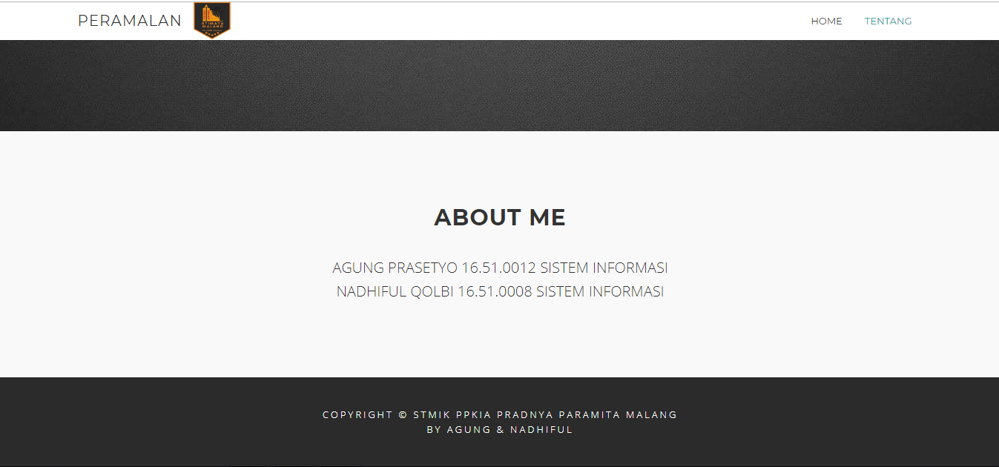 PERAMALAN
STIMATA
MALANG
HOME
TENTANG
ABOUT ME
AGUNG PRASETYO 16.51.0012 SISTEM INFORMASI
NADHIFUL QOLBI 16.51.0008 SISTEM INFORMASI
COPYRIGHT © STMIK PPKIA PRADNYA PARAMITA MALANG
BY AGUNG & NADHIFUL